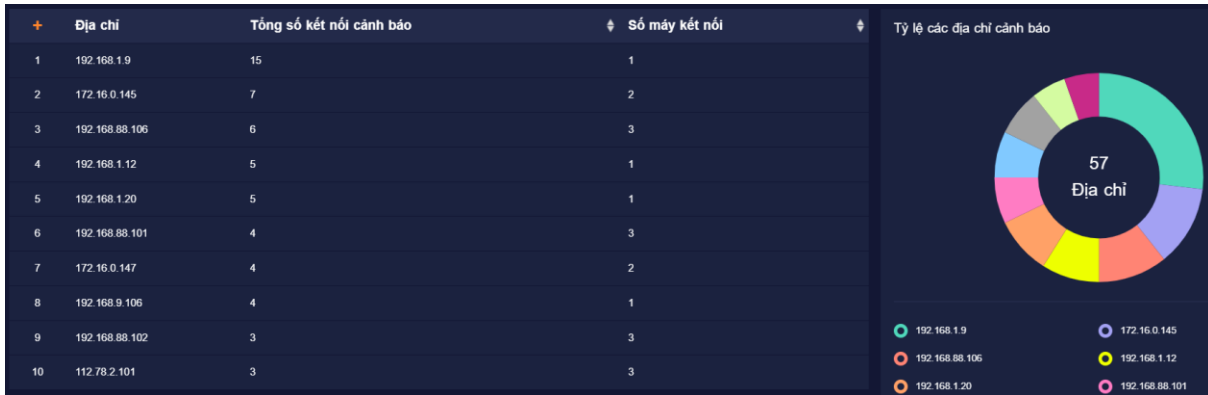 + Địa chỉ Tổng số kết nối cảnh báo Số máy kết nối
1 192.168.1.9 15 1
2 172.16.0.145 7 2
3 192.168.88.106 6 3
4 192.168.1.12 5 1
5 192.168.1.20 5 1
6 192.168.88.101 4 3
7 172.16.0.147 4 2
8 192.168.9.106 4 1
9 192.168.88.102 3 3
10 112.78.2.101 3 3
Tỷ lệ các địa chỉ cảnh báo
57
Địa chỉ
192.168.1.9 172.16.0.145
192.168.88.106 192.168.1.12
192.168.1.20 192.168.88.101